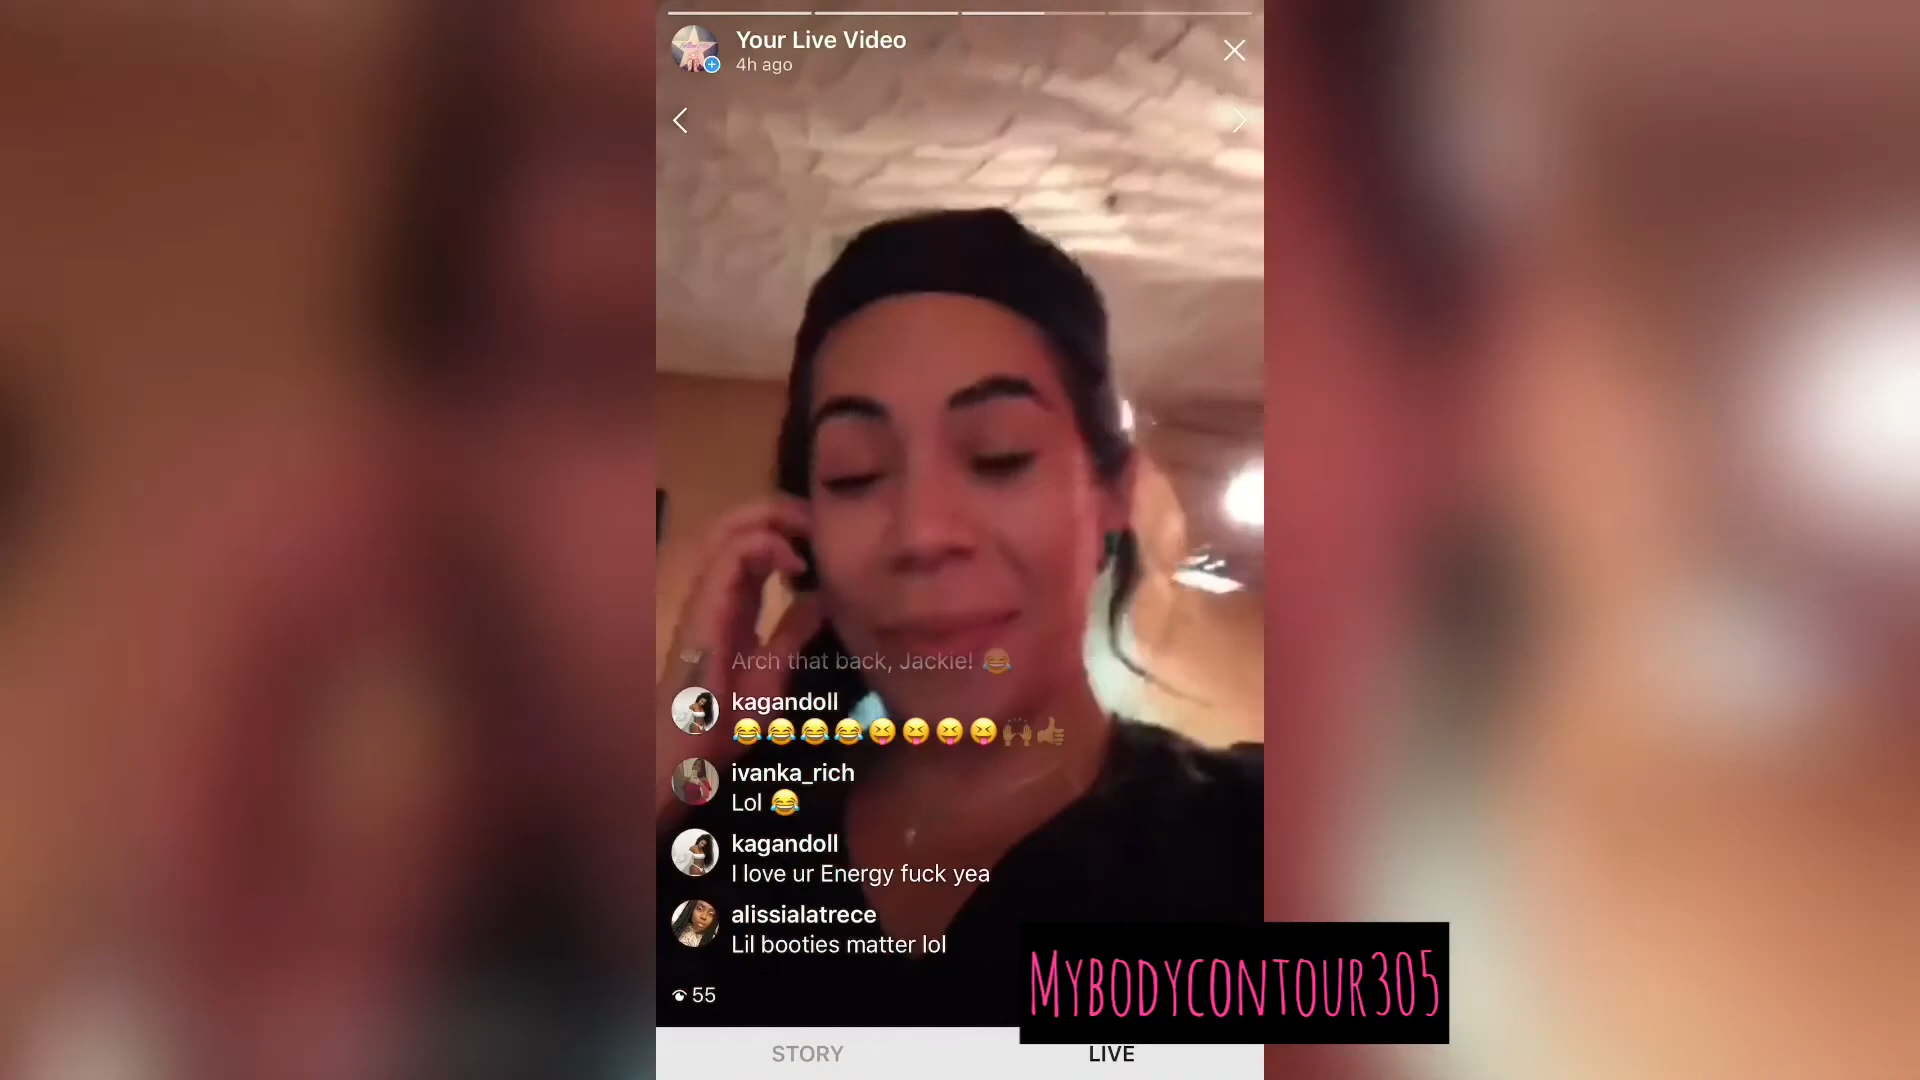 Your Live Video
4h ago
Arch that back, Jackie! 😂
kagandoll
😂😂😂😂😝😝😝😝🙌🏾👍🏾
ivanka_rich
Lol 😂
kagandoll
I love ur Energy fuck yea
alissialatrece
Lil booties matter lol
55
MYBODYCONTOUR305
STORY
LIVE